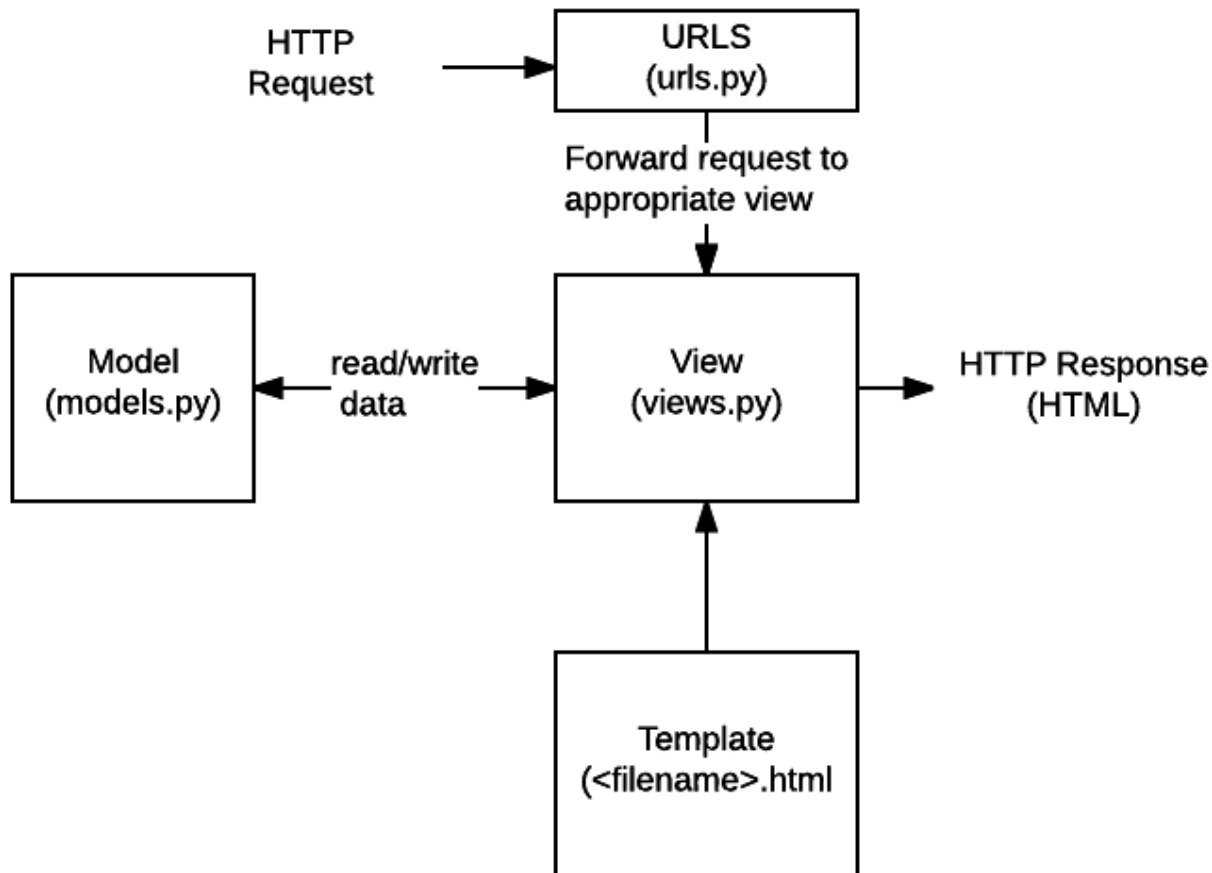 HTTP
Request
URLS
(urls.py)
Forward request to
appropriate view
Model
(models.py)
read/write
data
View
(views.py)
HTTP Response
(HTML)
Template
(<filename>.html